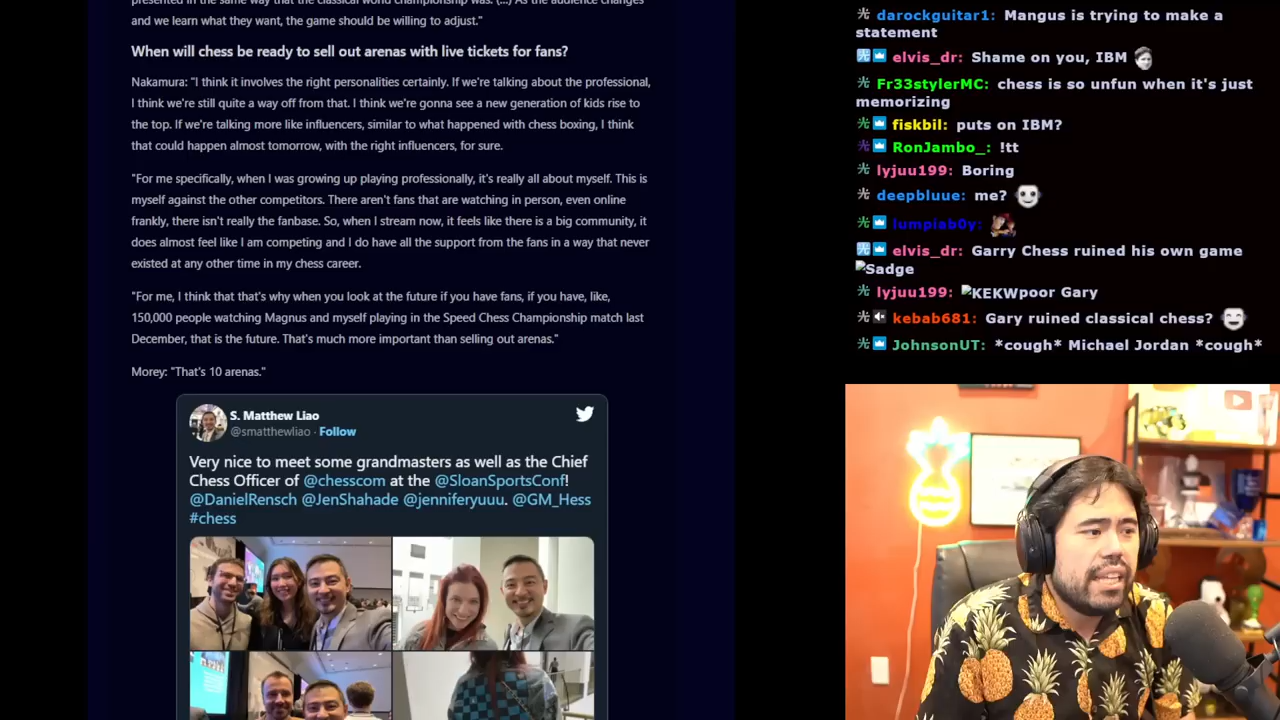 presented in the same way that the classical world championship was. (...) As the audience changes
and we learn what they want, the game should be willing to adjust."
When will chess be ready to sell out arenas with live tickets for fans?
Nakamura: "I think it involves the right personalities certainly. If we're talking about the professional,
I think we're still quite a way off from that. I think we're gonna see a new generation of kids rise to
the top. If we're talking more like influencers, similar to what happened with chess boxing, I think
that could happen almost tomorrow, with the right influencers, for sure.
"For me specifically, when I was growing up playing professionally, it's really all about myself. This is
myself against the other competitors. There aren't fans that are watching in person, even online
frankly, there isn't really the fanbase. So, when I stream now, it feels like there is a big community, it
does almost feel like I am competing and I do have all the support from the fans in a way that never
existed at any other time in my chess career.
"For me, I think that that's why when you look at the future if you have fans, if you have, like,
150,000 people watching Magnus and myself playing in the Speed Chess Championship match last
December, that is the future. That's much more important than selling out arenas."
Morey: "That's 10 arenas."
S. Matthew Liao
@smatthewliao · Follow
Very nice to meet some grandmasters as well as the Chief
Chess Officer of @chesscom at the @SloanSportsConf!
@DanielRensch @JenShahade @jenniferyuuu. @GM_Hess
#chess
darockguitar1: Mangus is trying to make a
statement
elvis_dr: Shame on you, IBM
Fr33stylerMC: chess is so unfun when it's just
memorizing
fiskbil: puts on IBM?
RonJambo_: !tt
lyjuu199: Boring
deepbluue: me?
lumpiab0y:
elvis_dr: Garry Chess ruined his own game
Sadge
lyjuu199: KEKWpoor Gary
kebab681: Gary ruined classical chess?
JohnsonUT: *cough* Michael Jordan *cough*